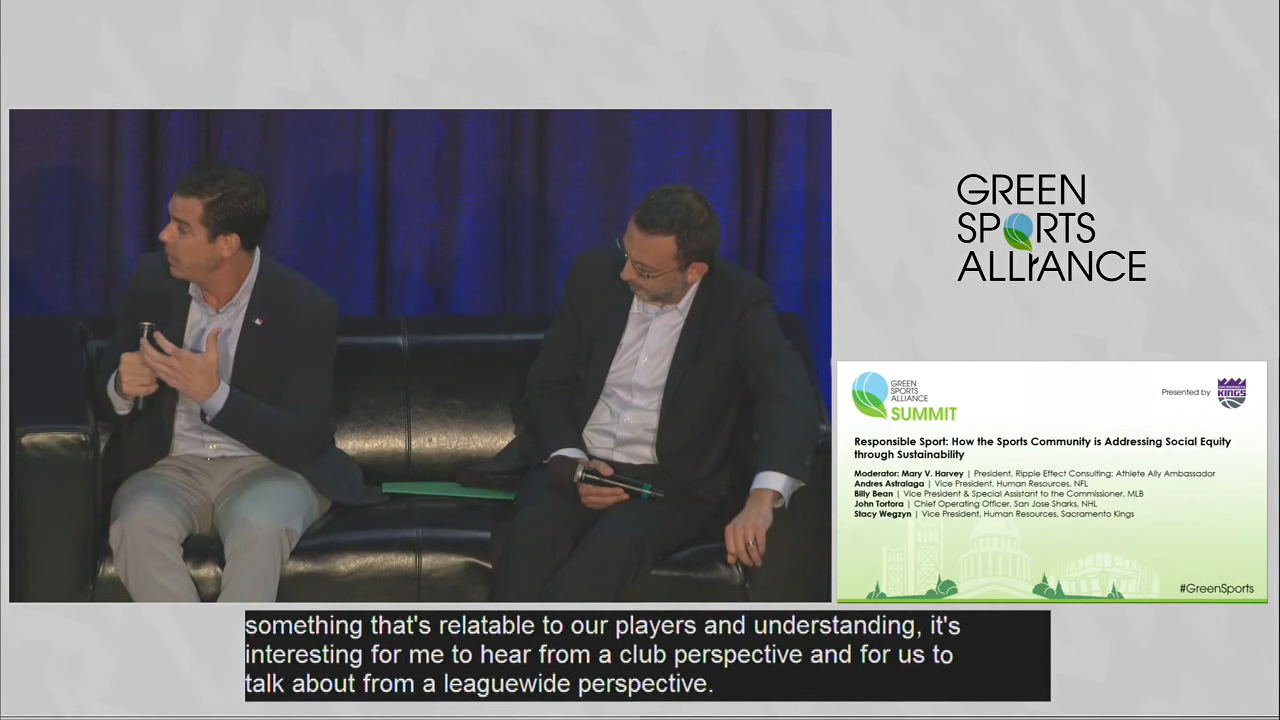 GREEN
SPORTS
ALLIANCE
GREEN
SPORTS
ALLIANCE
SUMMIT
Presented by
SACRAMENTO
KINGS
Responsible Sport: How the Sports Community is Addressing Social Equity
through Sustainability
Moderator: Mary V. Harvey | President, Ripple Effect Consulting; Athlete Ally Ambassador
Andres Astralaga | Vice President, Human Resources, NFL
Billy Bean | Vice President & Special Assistant to the Commissioner, MLB
John Tortora | Chief Operating Officer, San Jose Sharks, NHL
Stacy Wegzyn | Vice President, Human Resources, Sacramento Kings
#GreenSports
something that's relatable to our players and understanding, it's
interesting for me to hear from a club perspective and for us to
talk about from a leaguewide perspective.